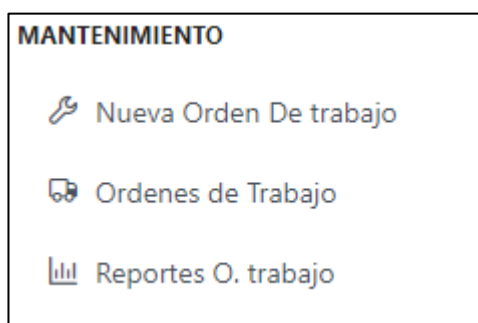 MANTENIMIENTO
Nueva Orden De trabajo
Ordenes de Trabajo
Reportes O. trabajo